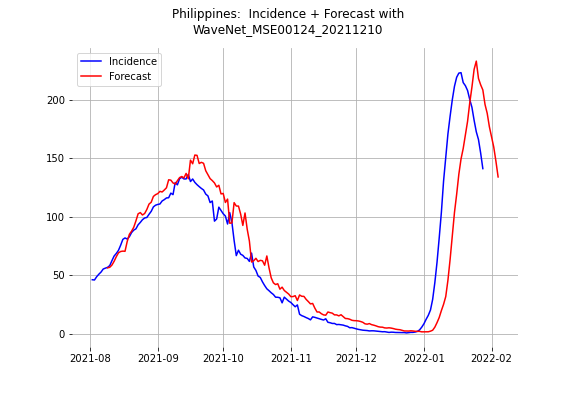 Philippines:  Incidence + Forecast with
WaveNet_MSE00124_20211210
Incidence
Forecast
200
150
100
50
0
2021-08 2021-09 2021-10 2021-11 2021-12 2022-01 2022-02